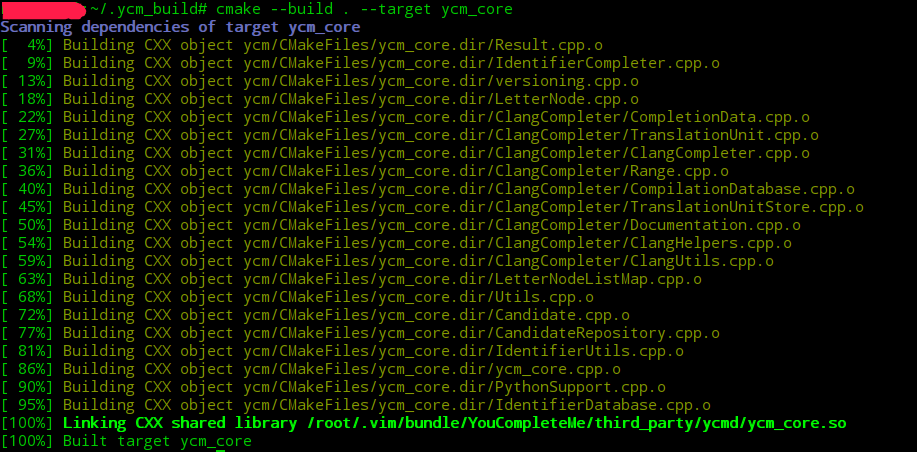 :~/.ycm_build# cmake --build . --target ycm_core
Scanning dependencies of target ycm_core
[  4%] Building CXX object ycm/CMakeFiles/ycm_core.dir/Result.cpp.o
[  9%] Building CXX object ycm/CMakeFiles/ycm_core.dir/IdentifierCompleter.cpp.o
[ 13%] Building CXX object ycm/CMakeFiles/ycm_core.dir/versioning.cpp.o
[ 18%] Building CXX object ycm/CMakeFiles/ycm_core.dir/LetterNode.cpp.o
[ 22%] Building CXX object ycm/CMakeFiles/ycm_core.dir/ClangCompleter/CompletionData.cpp.o
[ 27%] Building CXX object ycm/CMakeFiles/ycm_core.dir/ClangCompleter/TranslationUnit.cpp.o
[ 31%] Building CXX object ycm/CMakeFiles/ycm_core.dir/ClangCompleter/ClangCompleter.cpp.o
[ 36%] Building CXX object ycm/CMakeFiles/ycm_core.dir/ClangCompleter/Range.cpp.o
[ 40%] Building CXX object ycm/CMakeFiles/ycm_core.dir/ClangCompleter/CompilationDatabase.cpp.o
[ 45%] Building CXX object ycm/CMakeFiles/ycm_core.dir/ClangCompleter/TranslationUnitStore.cpp.o
[ 50%] Building CXX object ycm/CMakeFiles/ycm_core.dir/ClangCompleter/Documentation.cpp.o
[ 54%] Building CXX object ycm/CMakeFiles/ycm_core.dir/ClangCompleter/ClangHelpers.cpp.o
[ 59%] Building CXX object ycm/CMakeFiles/ycm_core.dir/ClangCompleter/ClangUtils.cpp.o
[ 63%] Building CXX object ycm/CMakeFiles/ycm_core.dir/LetterNodeListMap.cpp.o
[ 68%] Building CXX object ycm/CMakeFiles/ycm_core.dir/Utils.cpp.o
[ 72%] Building CXX object ycm/CMakeFiles/ycm_core.dir/Candidate.cpp.o
[ 77%] Building CXX object ycm/CMakeFiles/ycm_core.dir/CandidateRepository.cpp.o
[ 81%] Building CXX object ycm/CMakeFiles/ycm_core.dir/IdentifierUtils.cpp.o
[ 86%] Building CXX object ycm/CMakeFiles/ycm_core.dir/ycm_core.cpp.o
[ 90%] Building CXX object ycm/CMakeFiles/ycm_core.dir/PythonSupport.cpp.o
[ 95%] Building CXX object ycm/CMakeFiles/ycm_core.dir/IdentifierDatabase.cpp.o
[100%] Linking CXX shared library /root/.vim/bundle/YouCompleteMe/third_party/ycmd/ycm_core.so
[100%] Built target ycm_core